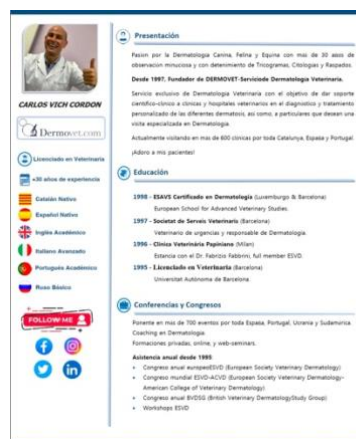 CARLOS VICH CORDON
Dermovet.com
Licenciado en Veterinaria
+30 años de experiencia
Catalán Nativo
Español Nativo
Inglés Académico
Italiano Avanzado
Portugués Académico
Ruso Básico
FOLLOW ME
Presentación
Pasion por la Dermatologia Canina, Felina y Equina con mas de 30 asos de
observacion minuciosa y con detenimiento de Tricogramas, Citologias y Raspados.
Desde 1997, Fundador de DERMOVET-Serviciode Dermatología Veterinaria.
Servicio exclusivo de Dermatologia Veterinaria con el objetivo de dar soporte
científico-clínico a clinicas y hospitales veterinarios en el diagnostico y tratamiento
personalizado de las diferentes dermatosis, asi como, a particulares que desean una
visita especializada en Dermatología.
Actualmente visitando en mas de 600 clinicas por toda Catalunya, Espasa y Portugal
¡Adoro a mis pacientes!
Educación
1998 - ESAVS Certificado en Dermatología (Luxemburgo & Barcelona)
European School for Advanced Veterinary Studies.
1997 - Societat de Serveis Veterinaris (Barcelona)
Veterinario de urgencias y responsable de Dermatología.
1996 - Clinica Veterinària Papiniano (Milan)
Estancia con el Dr. Fabrizio Fabbrini, full member ESVD.
1995 - Licenciado en Veterinaria (Barcelona)
Universitat Autònoma de Barcelona.
Conferencias y Congresos
Ponente en mas de 700 eventos por toda Espasa, Portugal, Ucrania y Sudamerica.
Coaching en Dermatologia.
Formaciones privadas, online, y web-seminars.
Asistencia anual desde 1995
• Congreso anual europeoESVD (European Society Veterinary Dermatology)
• Congreso mundial ESVD-ACVD (European Society Veterinary Dermatology-
American College of Veterinary Dermatology)
• Congreso anual BVDSG (British Veterinary DermatologyStudy Group)
• Workshops ESVD